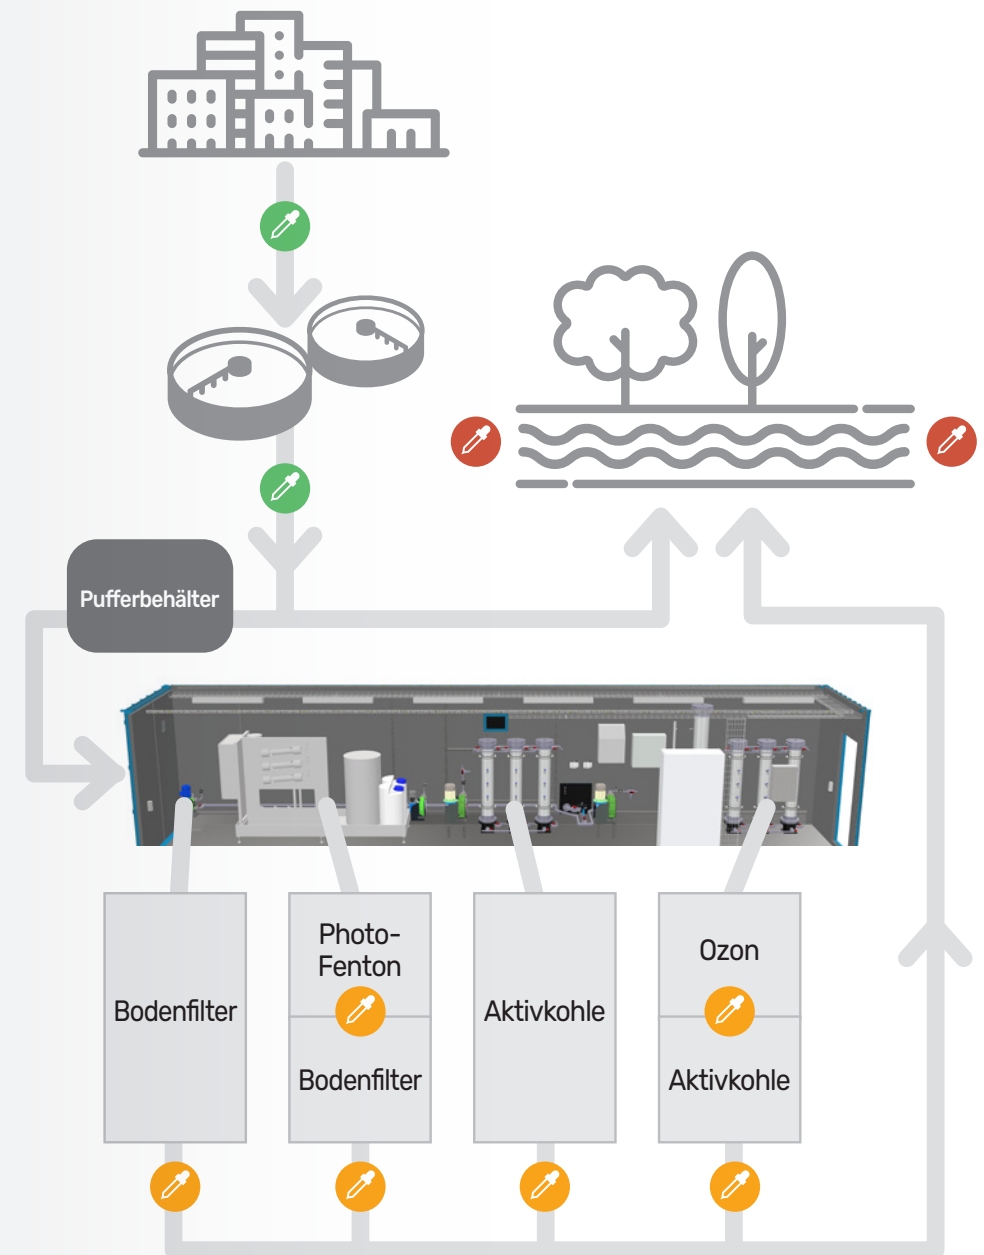 Pufferbehälter
Photo-
Fenton
Ozon
Bodenfilter
Aktivkohle
Bodenfilter
Aktivkohle